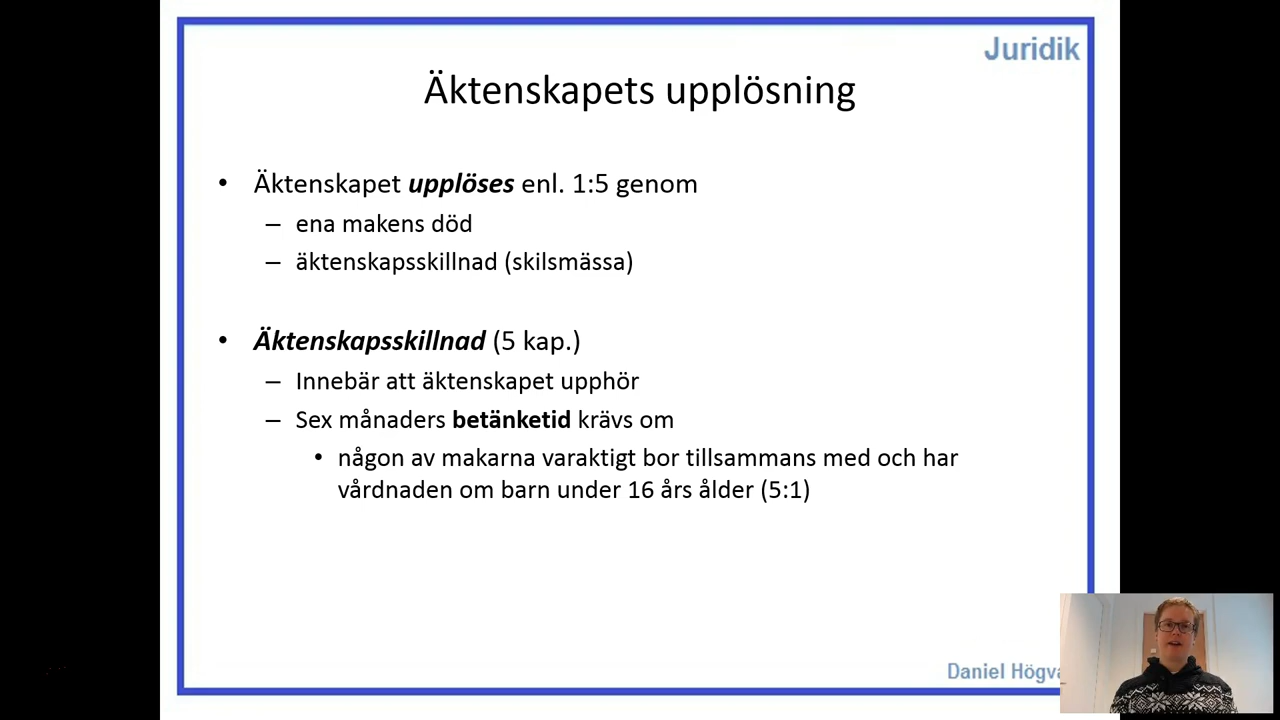 Juridik
Äktenskapets upplösning
• Äktenskapet upplöses enl. 1:5 genom
– ena makens död
– äktenskapsskillnad (skilsmässa)
• Äktenskapsskillnad (5 kap.)
– Innebär att äktenskapet upphör
– Sex månaders betänketid krävs om
• någon av makarna varaktigt bor tillsammans med och har
vårdnaden om barn under 16 års ålder (5:1)
Daniel